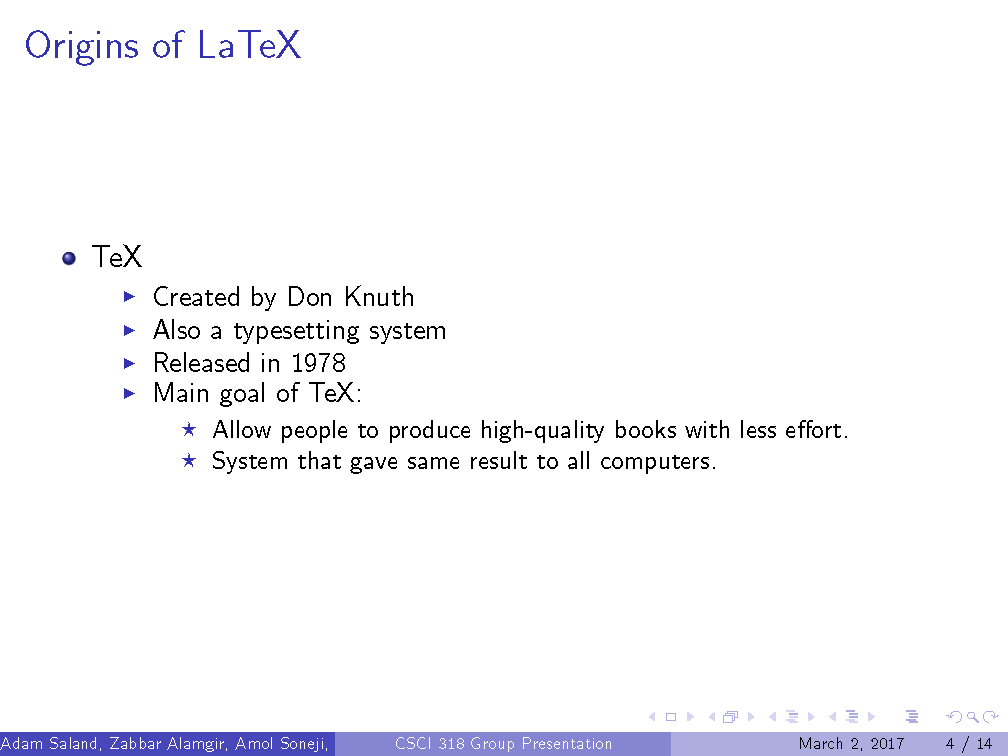 Origins of LaTeX
TeX
Created by Don Knuth
Also a typesetting system
Released in 1978
Main goal of TeX:
Allow people to produce high-quality books with less effort.
System that gave same result to all computers.
Adam Saland, Zabbar Alamgir, Amol Soneji, CSCI 318 Group Presentation March 2, 2017 4 / 14